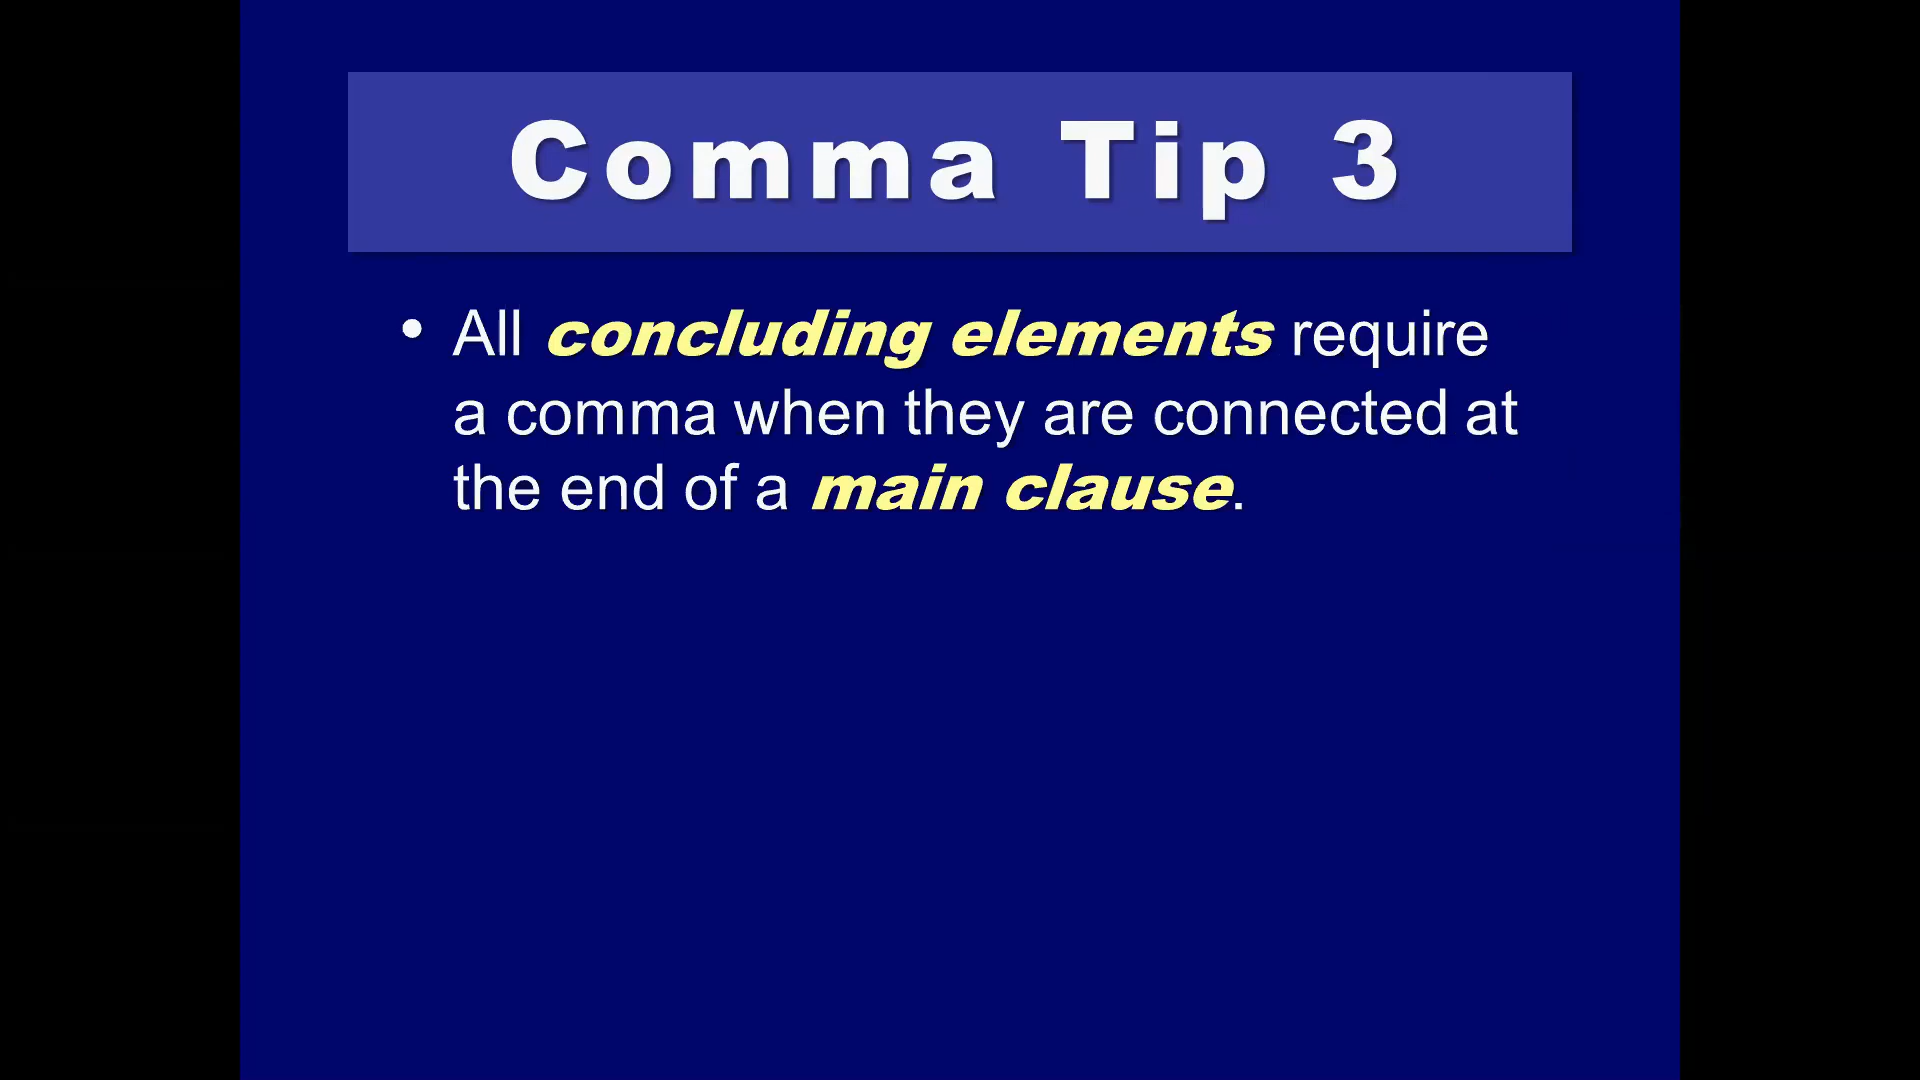 Comma Tip 3
• All concluding elements require
a comma when they are connected at
the end of a main clause.